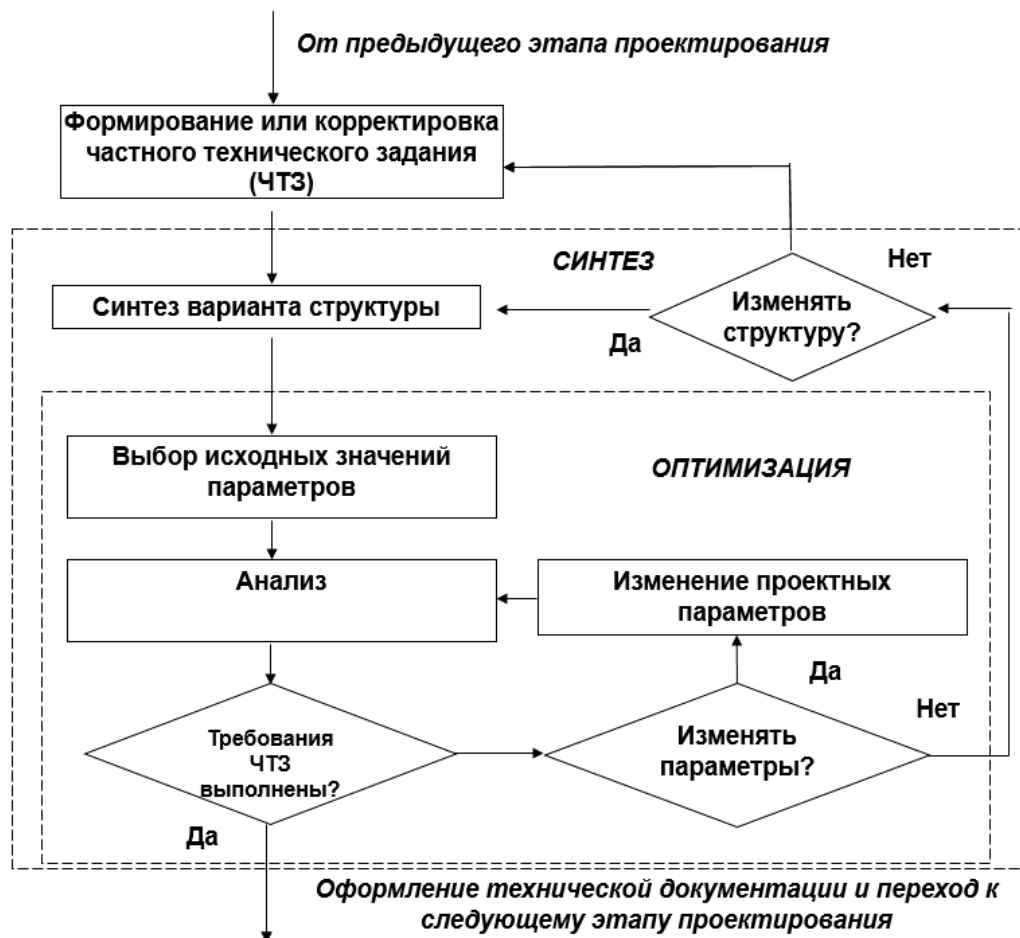 От предыдущего этапа проектирования
Формирование или корректировка
частного технического задания
(ЧТЗ)
СИНТЕЗ
Нет
Синтез варианта структуры
Изменять
структуру?
Да
Выбор исходных значений
параметров
ОПТИМИЗАЦИЯ
Анализ
Изменение проектных
параметров
Да
Нет
Требования
ЧТЗ
выполнены?
Изменять
параметры?
Да
Оформление технической документации и переход к
следующему этапу проектирования